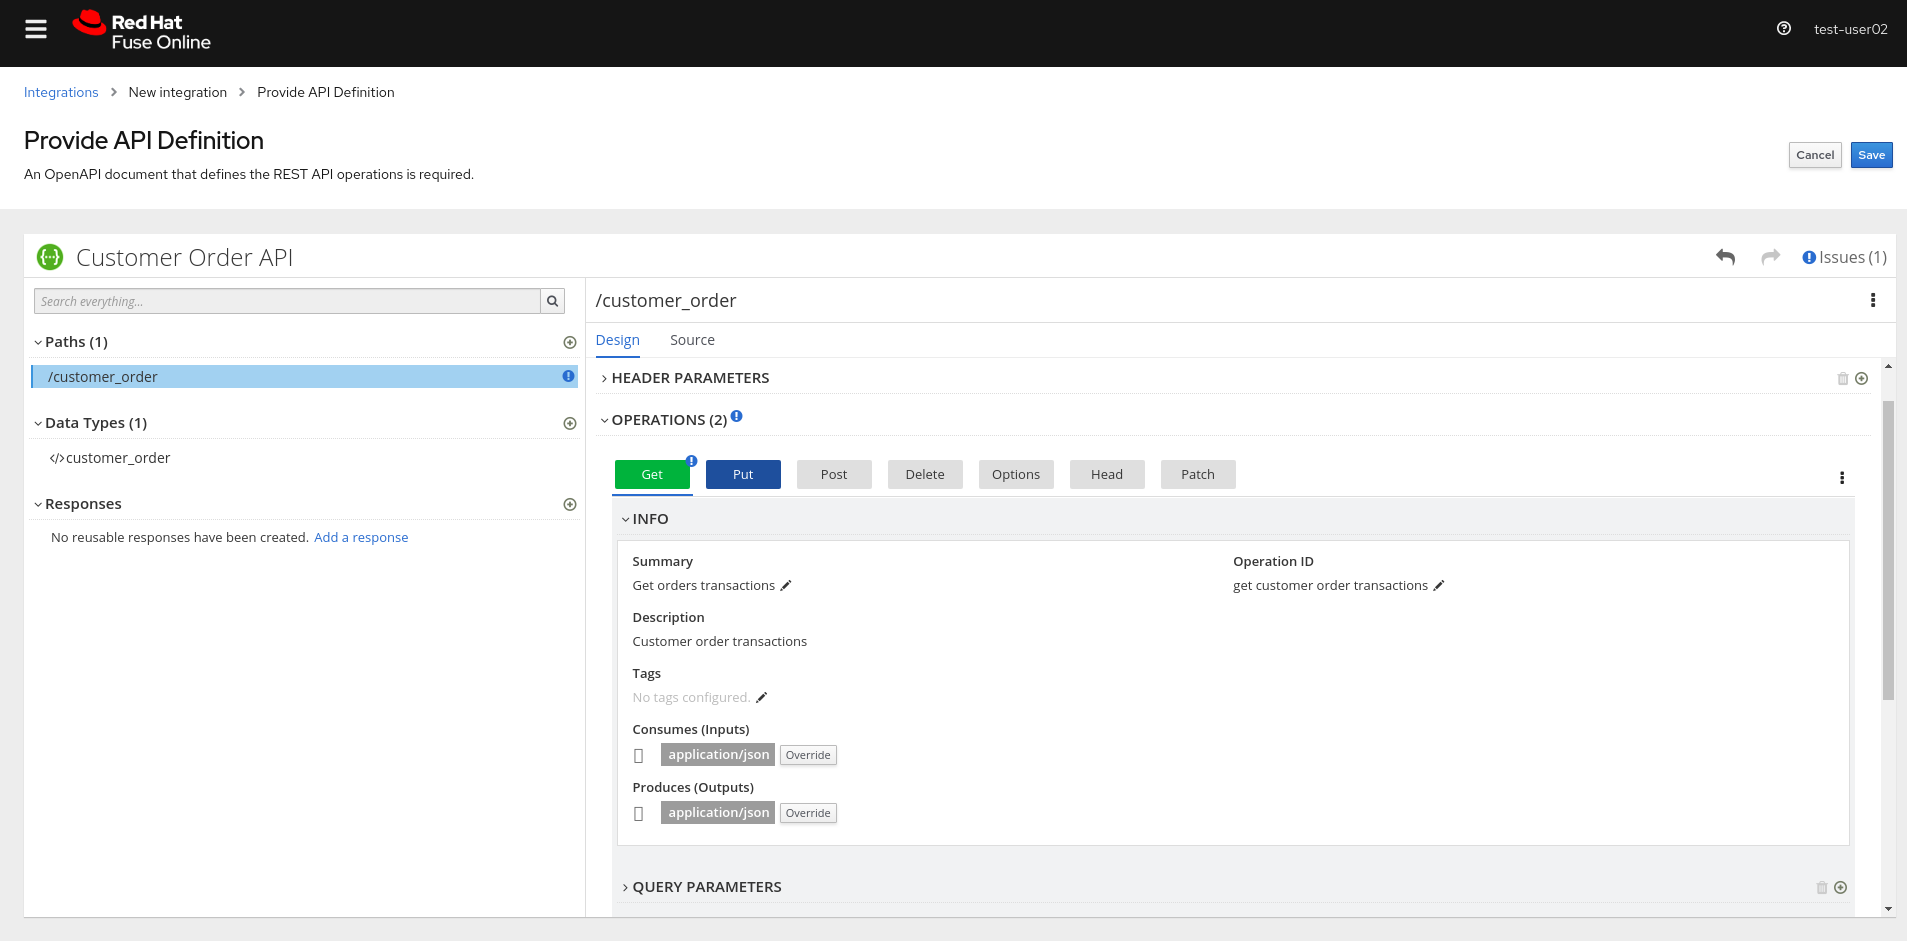 Red Hat
Fuse Online
test-user02
Integrations > New integration > Provide API Definition
Provide API Definition
An OpenAPI document that defines the REST API operations is required.
Cancel Save
Customer Order API
Issues (1)
Search everything...
Paths (1)
/customer_order
Data Types (1)
</> customer_order
Responses
No reusable responses have been created. Add a response
/customer_order
Design Source
HEADER PARAMETERS
OPERATIONS (2)
Get Put Post Delete Options Head Patch
INFO
Summary
Get orders transactions
Operation ID
get customer order transactions
Description
Customer order transactions
Tags
No tags configured.
Consumes (Inputs)
application/json Override
Produces (Outputs)
application/json Override
QUERY PARAMETERS